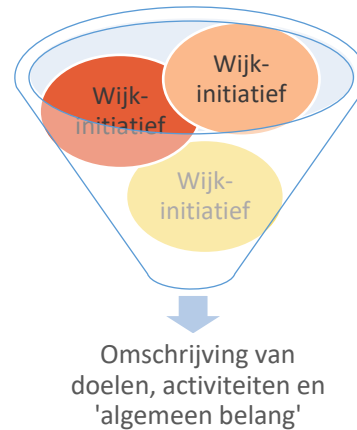 Wijk-
initiatief
Wijk-
initiatief
Wijk-
initiatief
Omschrijving van
doelen, activiteiten en
'algemeen belang'